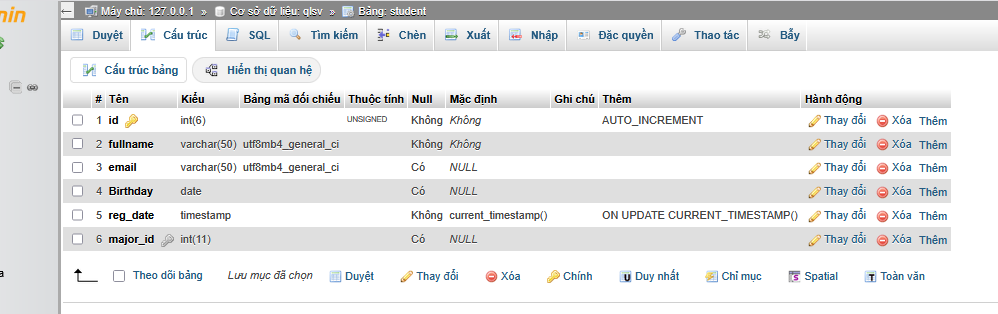 min
Máy chủ: 127.0.0.1 » Cơ sở dữ liệu: qlsv » Bảng: student
Duyệt Cấu trúc SQL Tìm kiếm Chèn Xuất Nhập Đặc quyền Thao tác Bẫy
Cấu trúc bảng Hiển thị quan hệ
# Tên Kiểu Bảng mã đối chiếu Thuộc tính Null Mặc định Ghi chú Thêm Hành động
1 id int(6) UNSIGNED Không Không AUTO_INCREMENT Thay đổi Xóa Thêm
2 fullname varchar(50) utf8mb4_general_ci Không Không Thay đổi Xóa Thêm
3 email varchar(50) utf8mb4_general_ci Có NULL Thay đổi Xóa Thêm
4 Birthday date Có NULL Thay đổi Xóa Thêm
5 reg_date timestamp Không current_timestamp() ON UPDATE CURRENT_TIMESTAMP() Thay đổi Xóa Thêm
6 major_id int(11) Có NULL Thay đổi Xóa Thêm
Theo dõi bảng Lưu mục đã chọn Duyệt Thay đổi Xóa Chính Duy nhất Chỉ mục Spatial Toàn văn